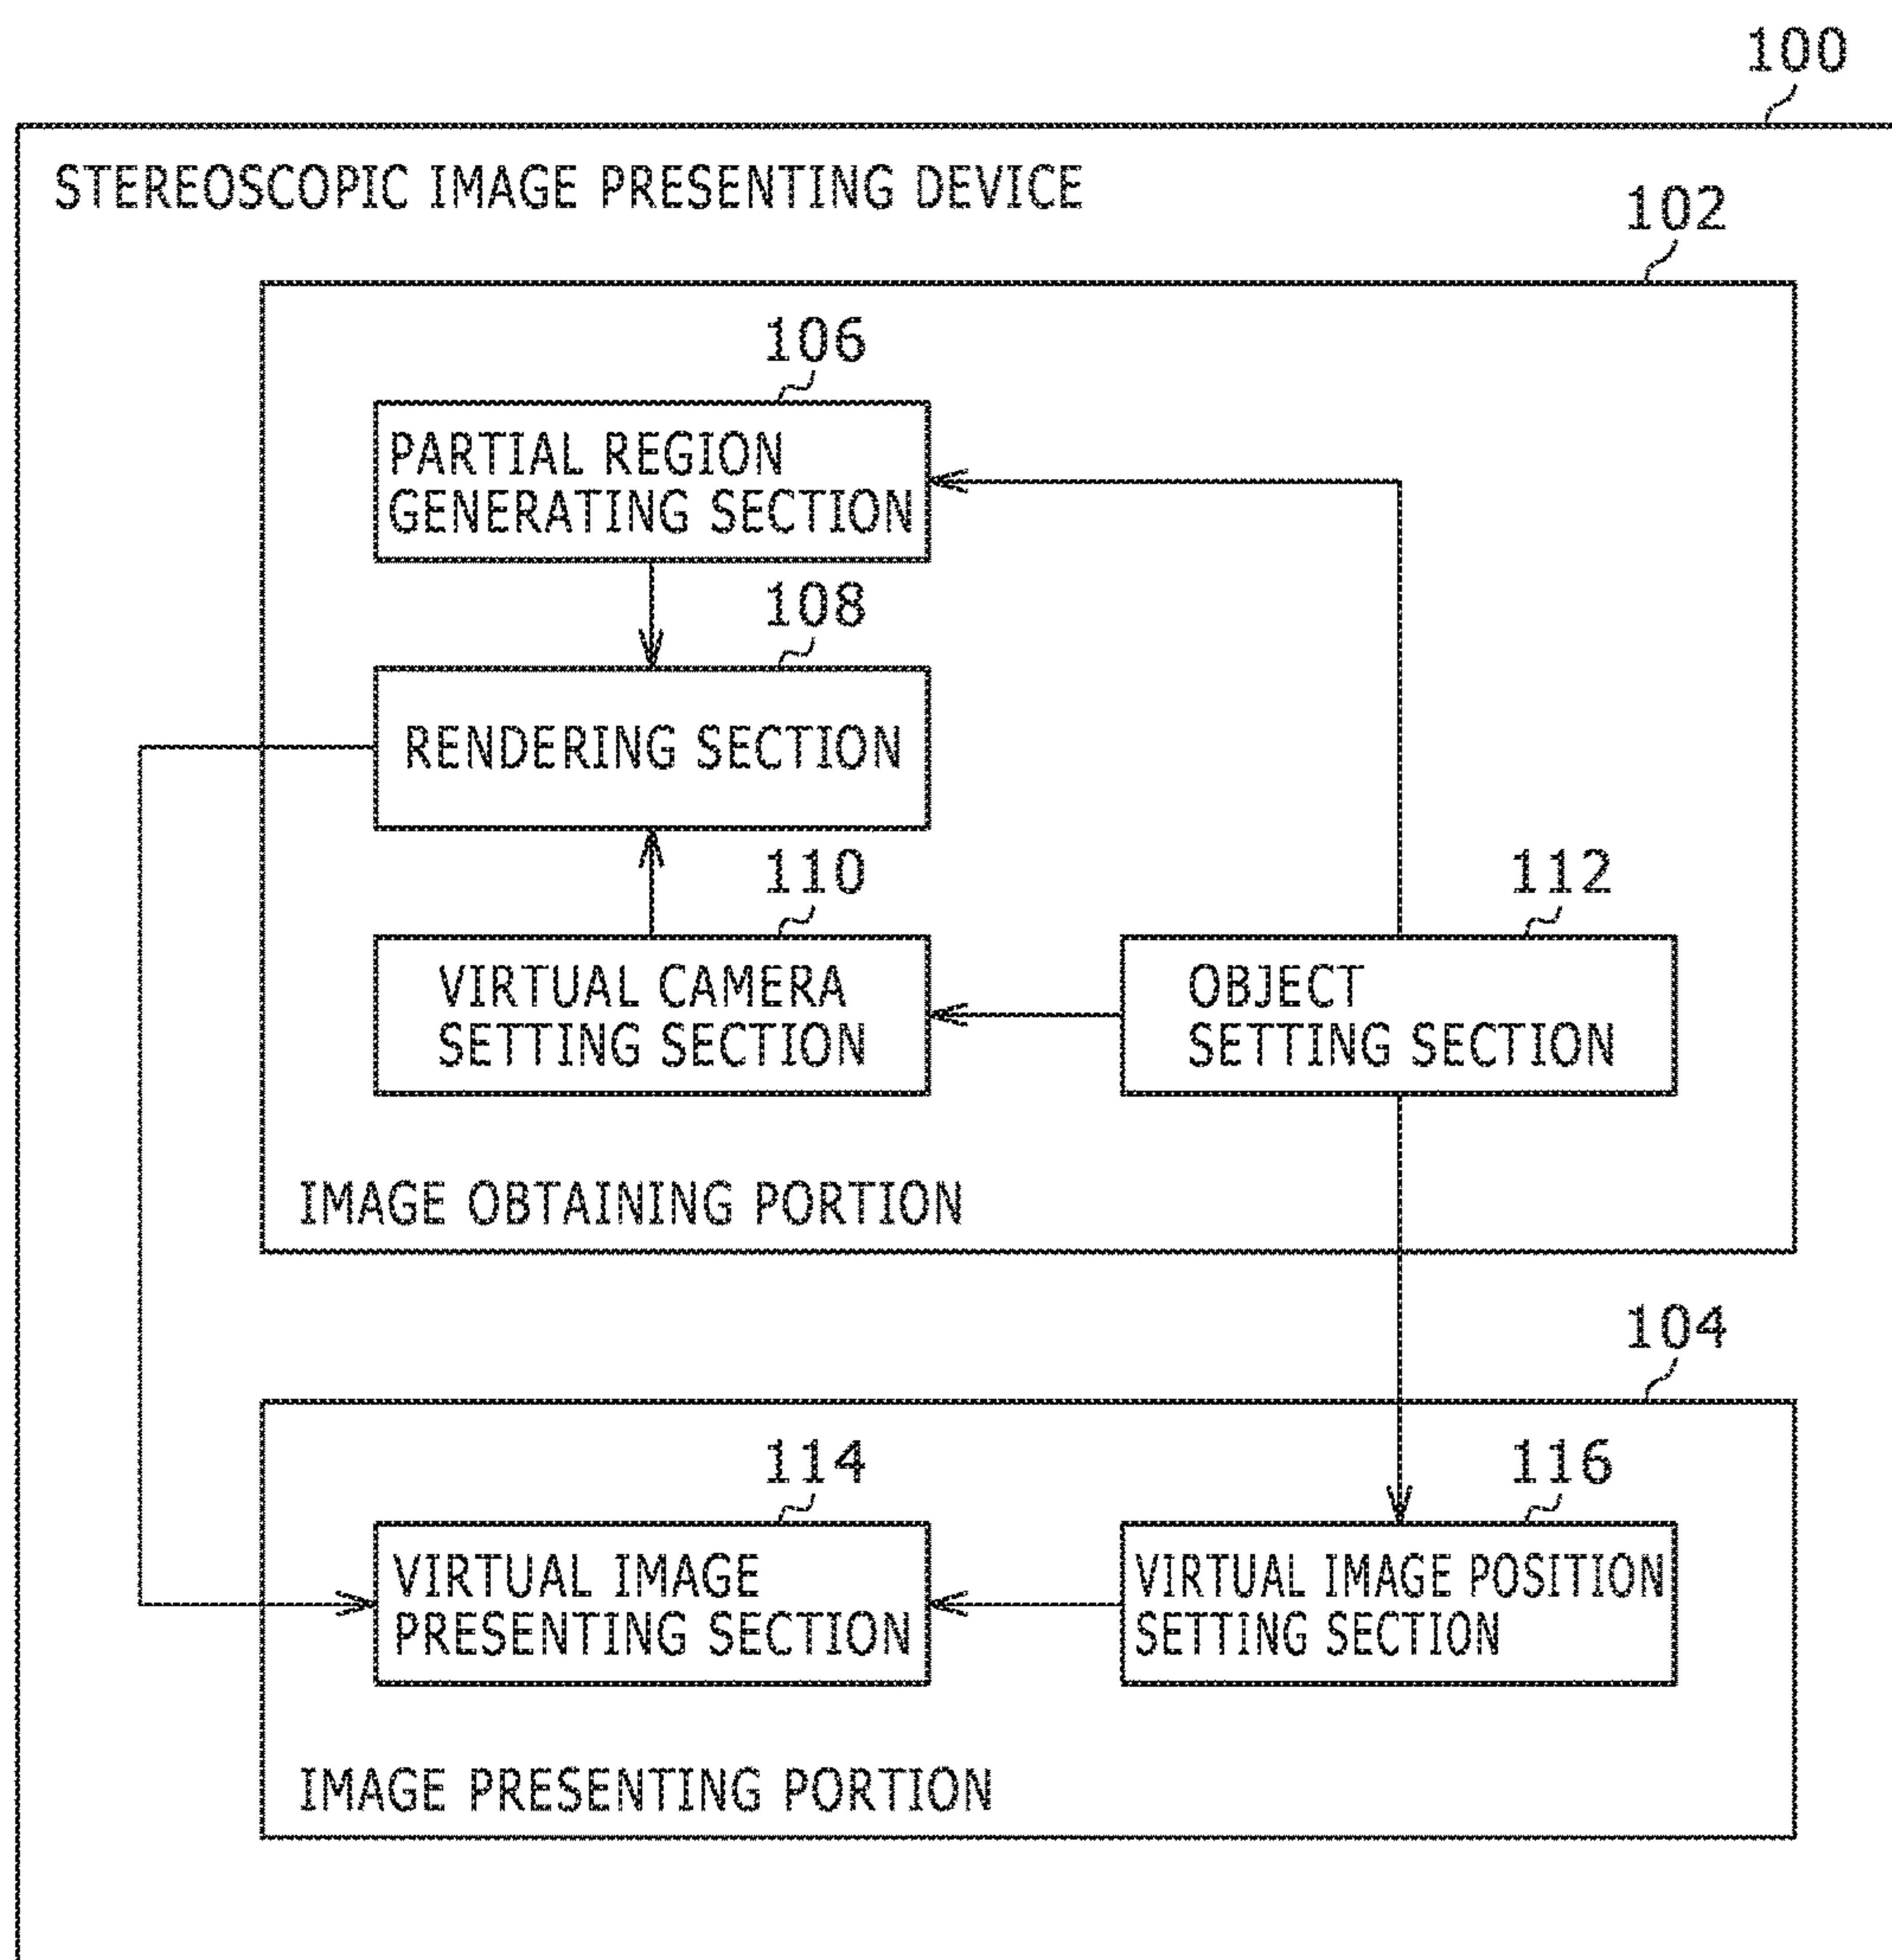 100
STEREOSCOPIC IMAGE PRESENTING DEVICE
102
106
PARTIAL REGION
GENERATING SECTION
108
RENDERING SECTION
110
VIRTUAL CAMERA
SETTING SECTION
112
OBJECT
SETTING SECTION
IMAGE OBTAINING PORTION
104
114
VIRTUAL IMAGE
PRESENTING SECTION
116
VIRTUAL IMAGE POSITION
SETTING SECTION
IMAGE PRESENTING PORTION